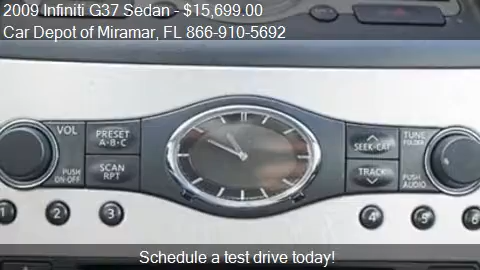 2009 Infiniti G37 Sedan - $15,699.00
Car Depot of Miramar, FL 866-910-5692
VOL
PUSH
ON·OFF
PRESET
A·B·C
SCAN
RPT
SEEK·CAT
TRACK
TUNE
FOLDER
PUSH
AUDIO
1
2
3
4
5
6
Schedule a test drive today!